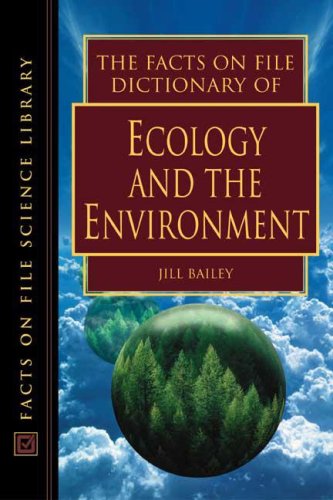 THE FACTS ON FILE
DICTIONARY OF
ECOLOGY
AND THE
ENVIRONMENT
JILL BAILEY
FACTS ON FILE SCIENCE LIBRARY